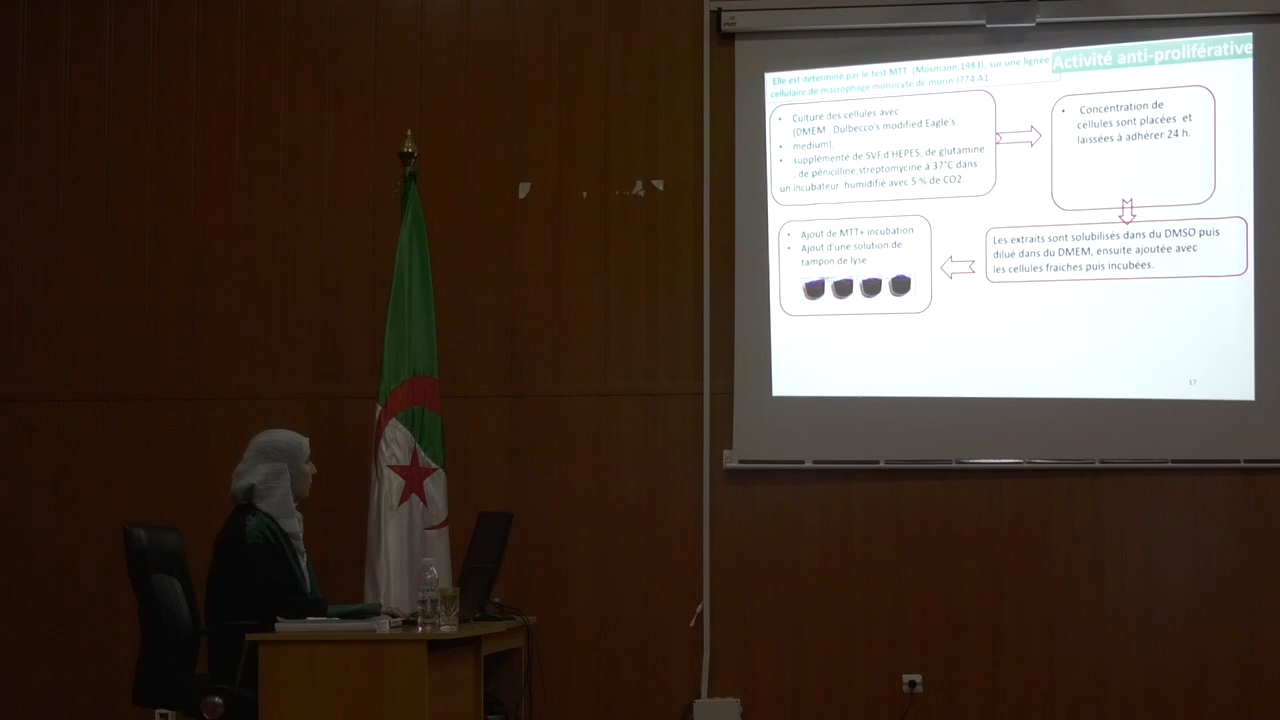 Activité anti-proliférative
Elle est déterminé par le test MTT (Mosmann,1983), sur une lignée
cellulaire de macrophage monocyte de murin J774.A1
• Culture des cellules avec
(DMEM Dulbecco's modified Eagle's
• medium).
• supplémenté de SVF,d'HEPES, de glutamine
, de pénicilline,streptomycine à 37°C dans
un incubateur humidifié avec 5 % de CO2
• Concentration de
cellules sont placées et
laissées à adhérer 24 h.
Les extraits sont solubilisés dans du DMSO puis
dilué dans du DMEM, ensuite ajoutée avec
les cellules fraiches puis incubées.
• Ajout de MTT+ incubation
• Ajout d'une solution de
tampon de lyse
17